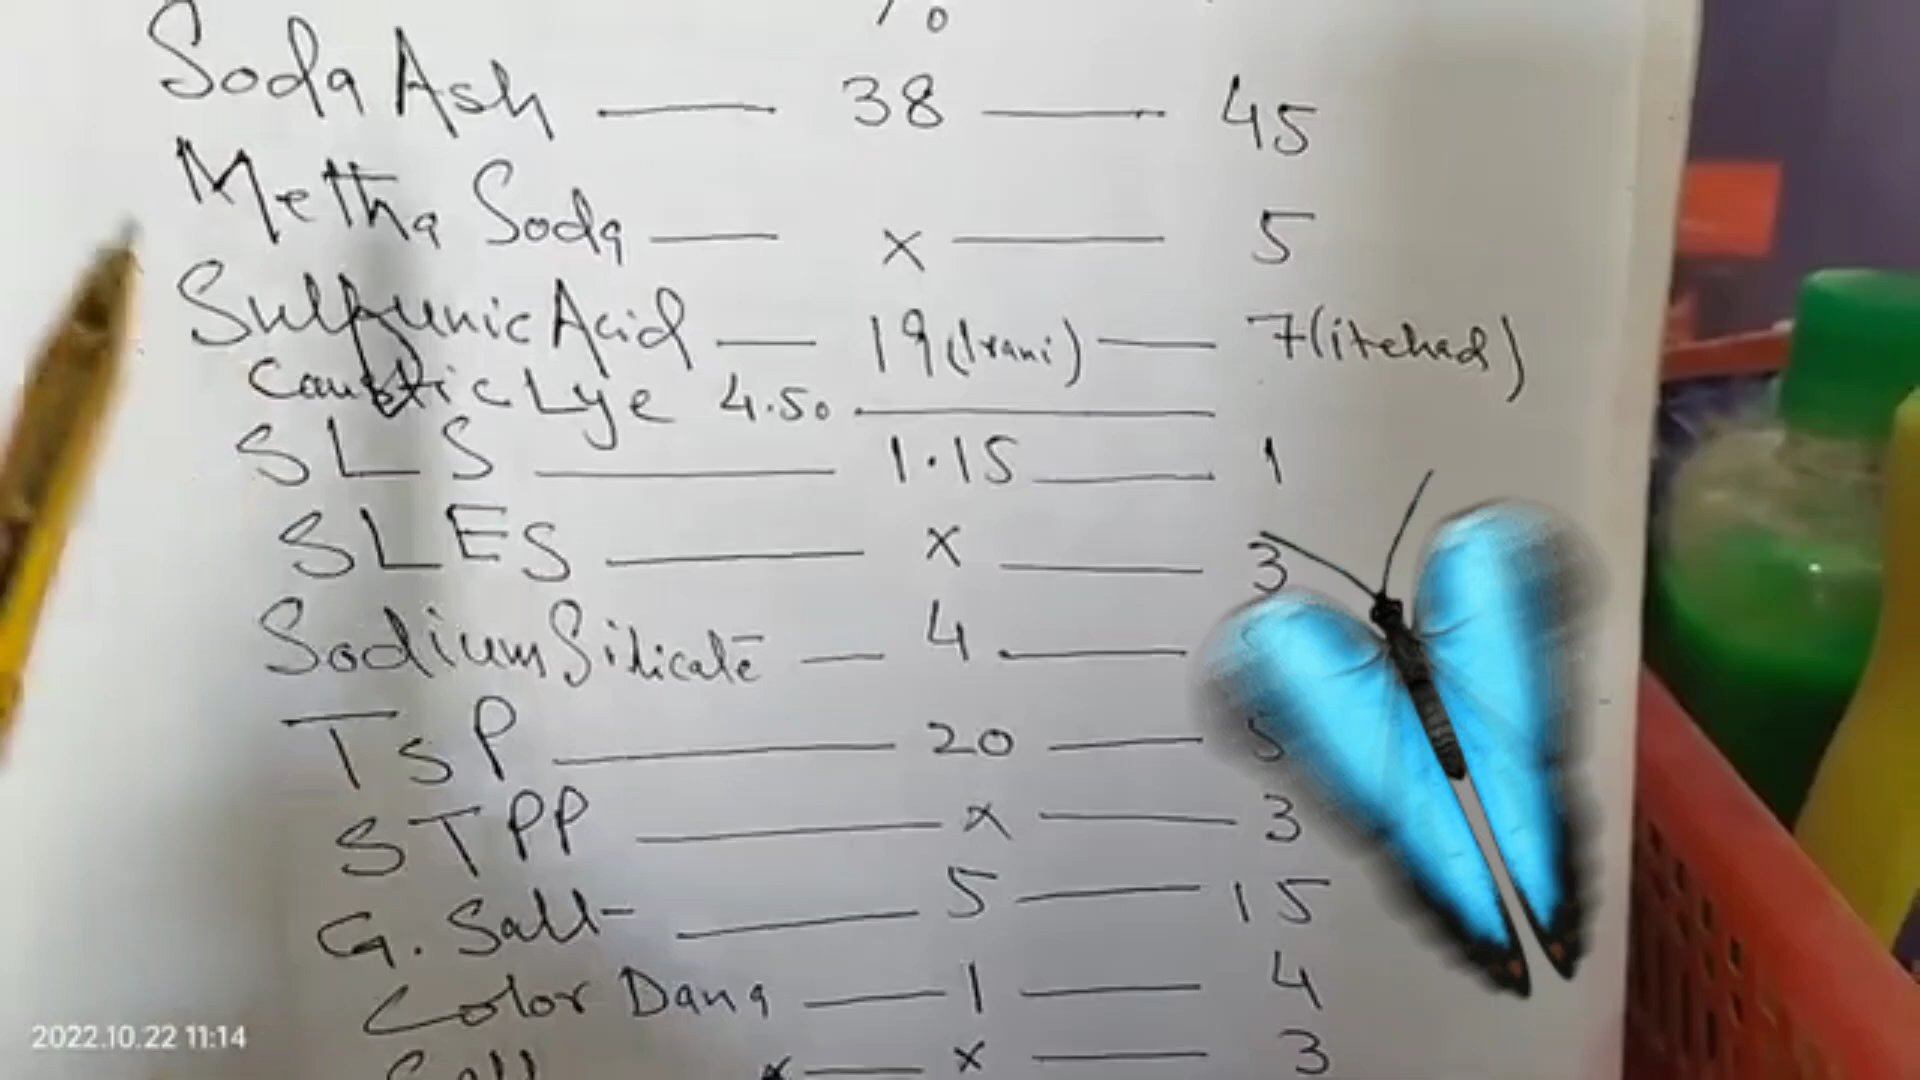 %
Soda Ash — 38 — 45
Metha Soda — x — 5
Sulfunic Acid — 19 (Irani) — 7 (itehad)
Caustic Lye 4.50 —
SLS — 1.15 — 1
SLES — x — 3
Sodium Silicate — 4 —
TSP — 20 — 5
STPP — x — 3
G. Salt — 5 — 15
Color Dana — 1 — 4
x — x — 3
2022.10.22 11:14